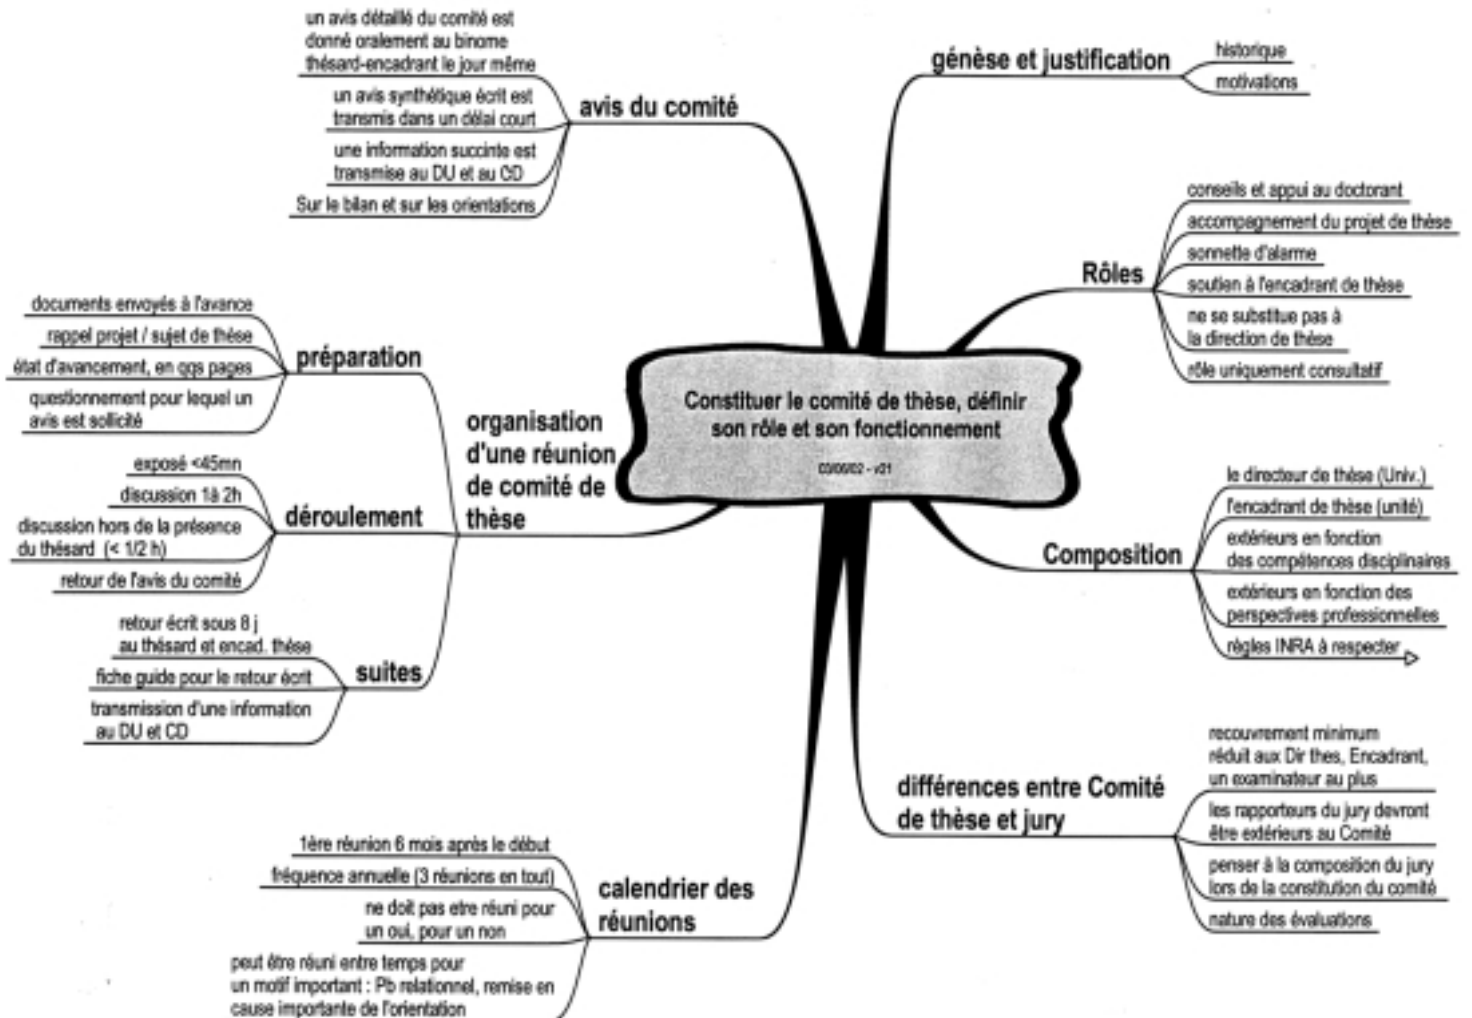 Constituer le comité de thèse, définir
son rôle et son fonctionnement
03/06/02 - v21
génèse et justification
historique
motivations
Rôles
conseils et appui au doctorant
accompagnement du projet de thèse
sonnette d'alarme
soutien à l'encadrant de thèse
ne se substitue pas à
la direction de thèse
rôle uniquement consultatif
Composition
le directeur de thèse (Univ.)
l'encadrant de thèse (unité)
extérieurs en fonction
des compétences disciplinaires
extérieurs en fonction des
perspectives professionnelles
règles INRA à respecter
différences entre Comité
de thèse et jury
recouvrement minimum
réduit aux Dir thes, Encadrant,
un examinateur au plus
les rapporteurs du jury devront
être extérieurs au Comité
penser à la composition du jury
lors de la constitution du comité
nature des évaluations
calendrier des
réunions
1ère réunion 6 mois après le début
fréquence annuelle (3 réunions en tout)
ne doit pas etre réuni pour
un oui, pour un non
peut être réuni entre temps pour
un motif important : Pb relationnel, remise en
cause importante de l'orientation
organisation
d'une réunion
de comité de
thèse
préparation
documents envoyés à l'avance
rappel projet / sujet de thèse
état d'avancement, en qqs pages
questionnement pour lequel un
avis est sollicité
déroulement
exposé <45mn
discussion 1à 2h
discussion hors de la présence
du thésard (< 1/2 h)
retour de l'avis du comité
suites
retour écrit sous 8 j
au thésard et encad. thèse
fiche guide pour le retour écrit
transmission d'une information
au DU et CD
avis du comité
un avis détaillé du comité est
donné oralement au binome
thésard-encadrant le jour même
un avis synthétique écrit est
transmis dans un délai court
une information succinte est
transmise au DU et au CD
Sur le bilan et sur les orientations